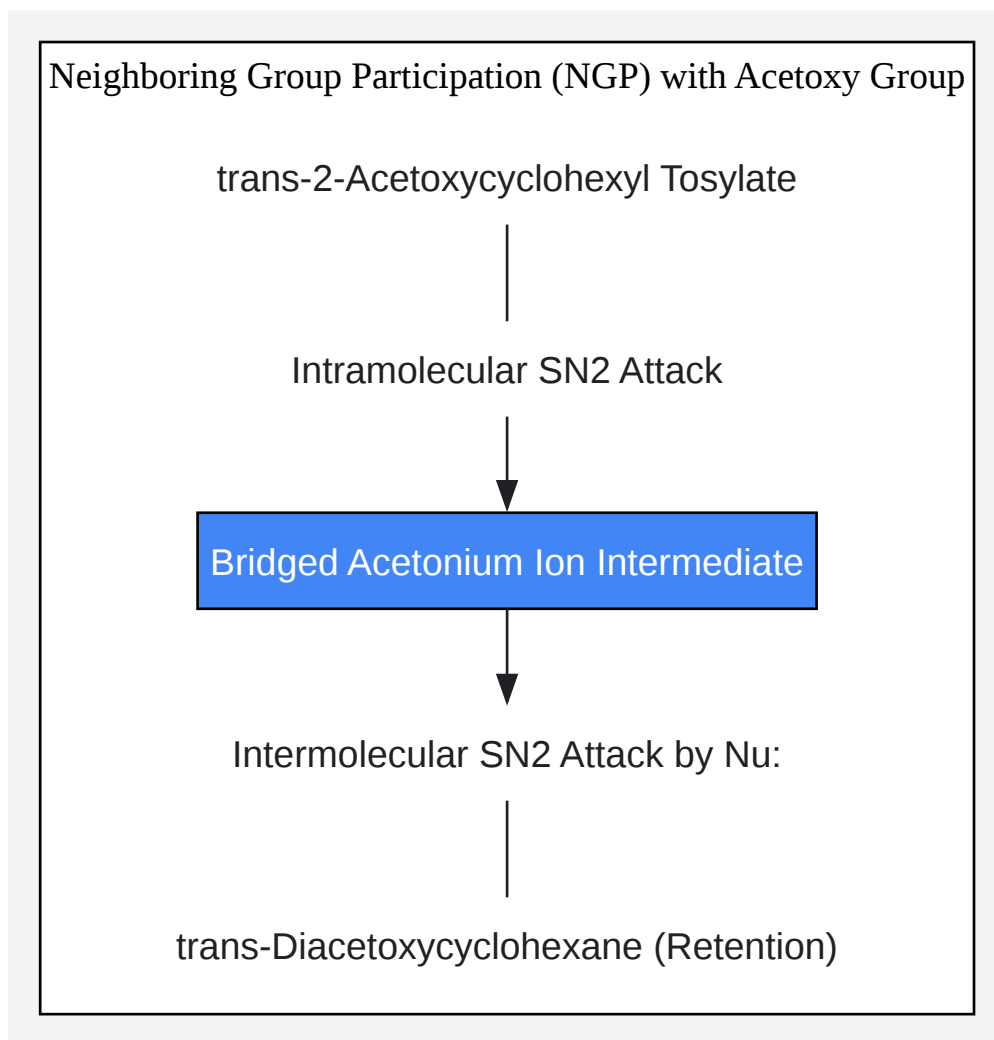 Neighboring Group Participation (NGP) with Acetoxy Group
trans-2-Acetoxycyclohexyl Tosylate
Intramolecular SN2 Attack
Bridged Acetonium Ion Intermediate
Intermolecular SN2 Attack by Nu:
trans-Diacetoxycyclohexane (Retention)